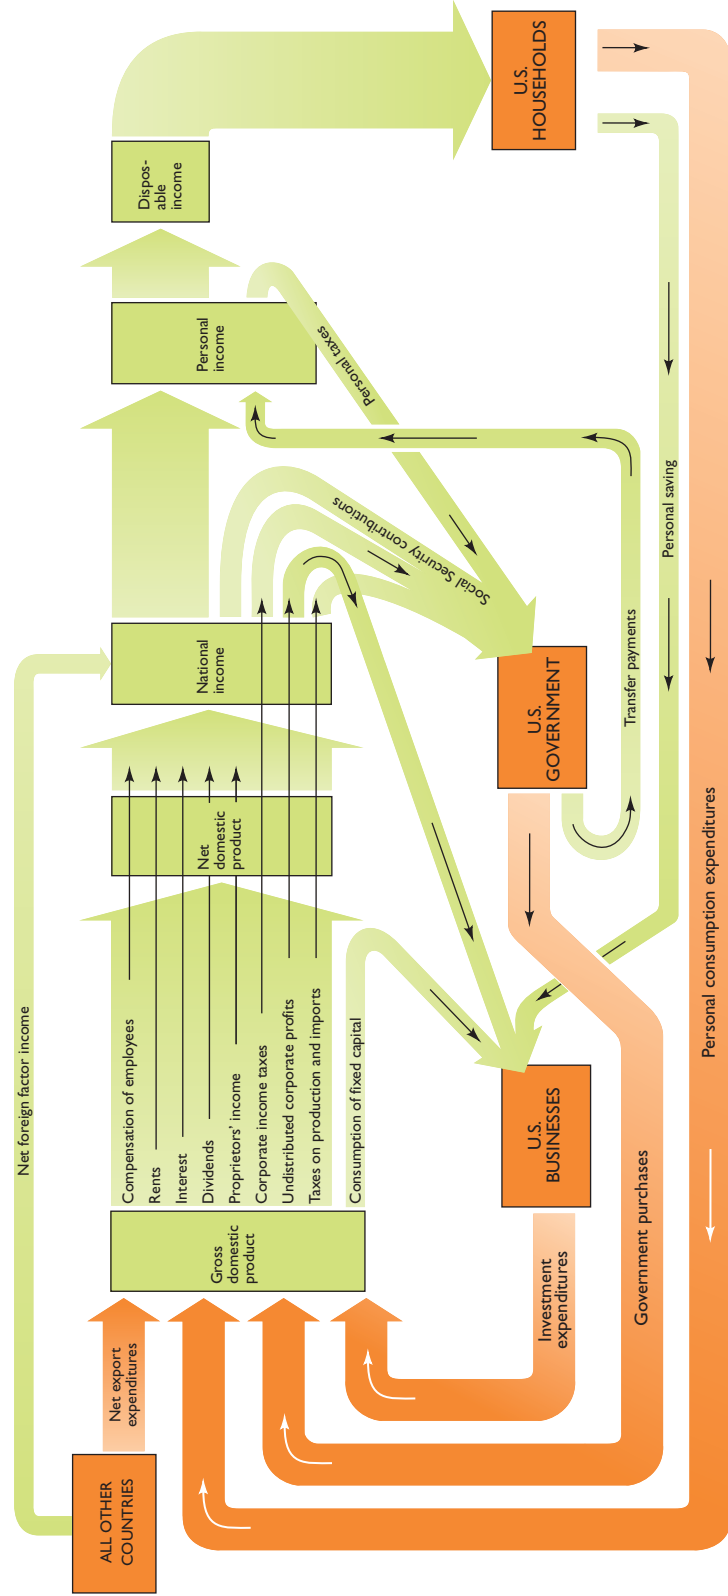 Net foreign factor income
ALL OTHER
COUNTRIES
Net export
expenditures
Gross
domestic
product
Compensation of employees
Rents
Interest
Dividends
Proprietors’ income
Corporate income taxes
Undistributed corporate profits
Taxes on production and imports
Consumption of fixed capital
Net
domestic
product
National
income
Personal
income
Dispos-
able
income
Personal taxes
Social Security contributions
U.S.
HOUSEHOLDS
U.S.
GOVERNMENT
Transfer payments
Personal saving
U.S.
BUSINESSES
Investment
expenditures
Government purchases
Personal consumption expenditures